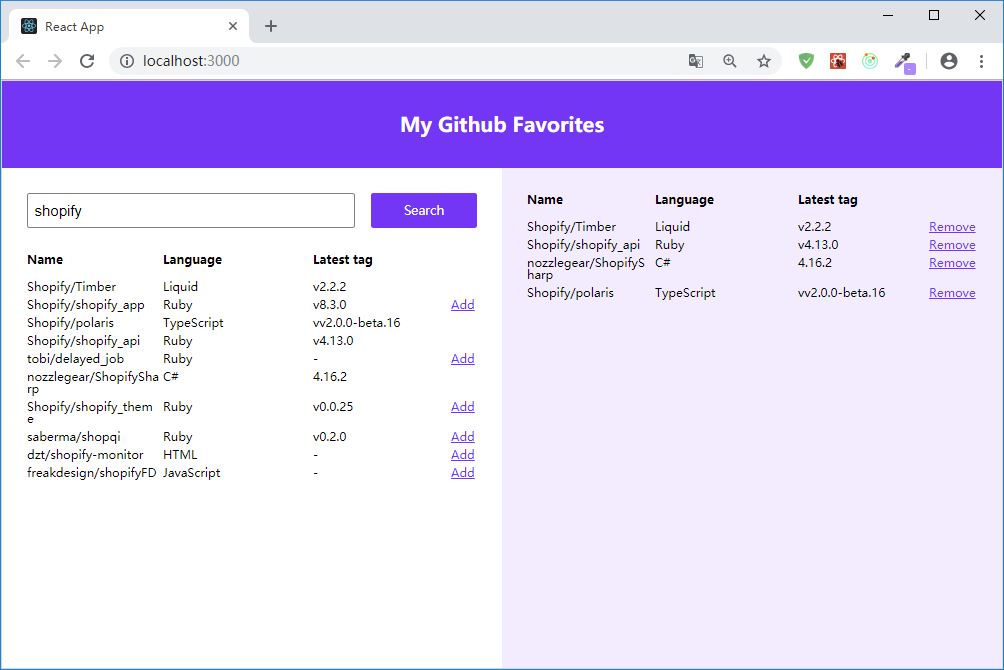 React App
localhost:3000
My Github Favorites
shopify
Search
Name Language Latest tag
Shopify/Timber Liquid v2.2.2
Shopify/shopify_app Ruby v8.3.0 Add
Shopify/polaris TypeScript vv2.0.0-beta.16
Shopify/shopify_api Ruby v4.13.0
tobi/delayed_job Ruby - Add
nozzlegear/ShopifySha C# 4.16.2
rp
Shopify/shopify_them Ruby v0.0.25 Add
e
saberma/shopqi Ruby v0.2.0 Add
dzt/shopify-monitor HTML - Add
freakdesign/shopifyFD JavaScript - Add
Name Language Latest tag
Shopify/Timber Liquid v2.2.2 Remove
Shopify/shopify_api Ruby v4.13.0 Remove
nozzlegear/ShopifyS C# 4.16.2 Remove
harp
Shopify/polaris TypeScript vv2.0.0-beta.16 Remove